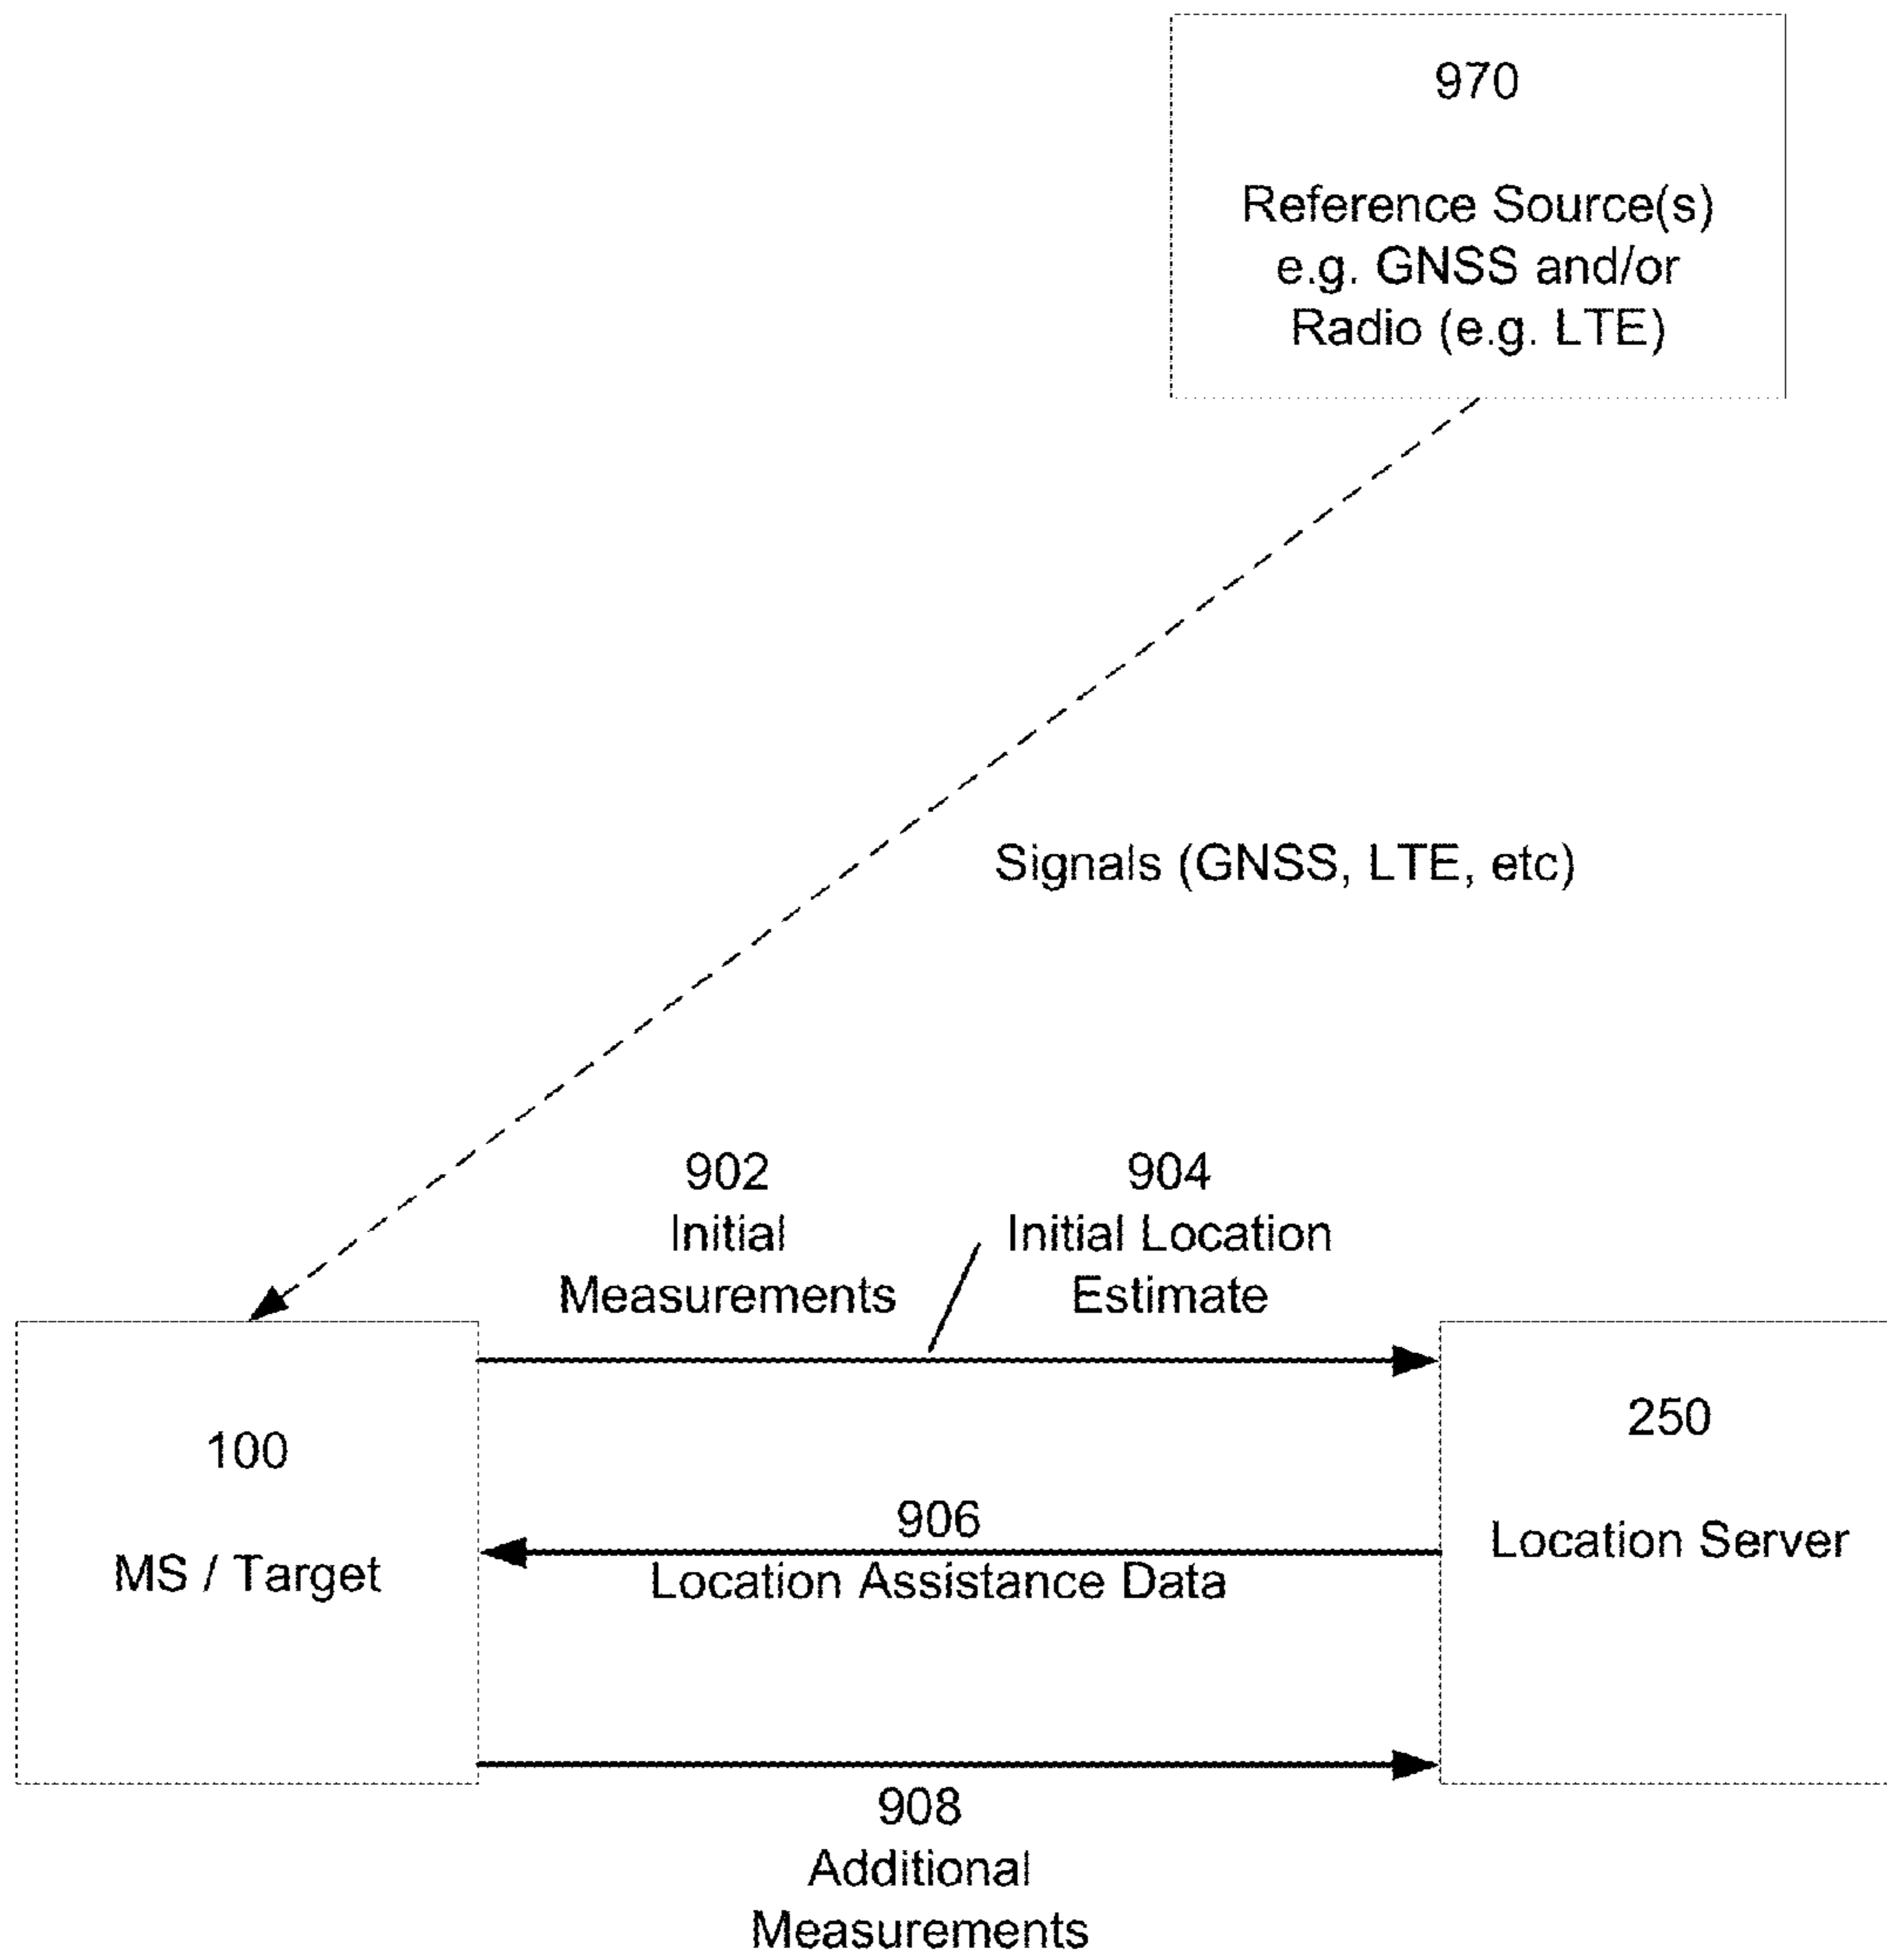 970
Reference Source(s)
e.g. GNSS and/or
Radio (e.g. LTE)
Signals (GNSS, LTE, etc)
902
Initial
Measurements
904
Initial Location
Estimate
100
MS / Target
250
Location Server
906
Location Assistance Data
908
Additional
Measurements